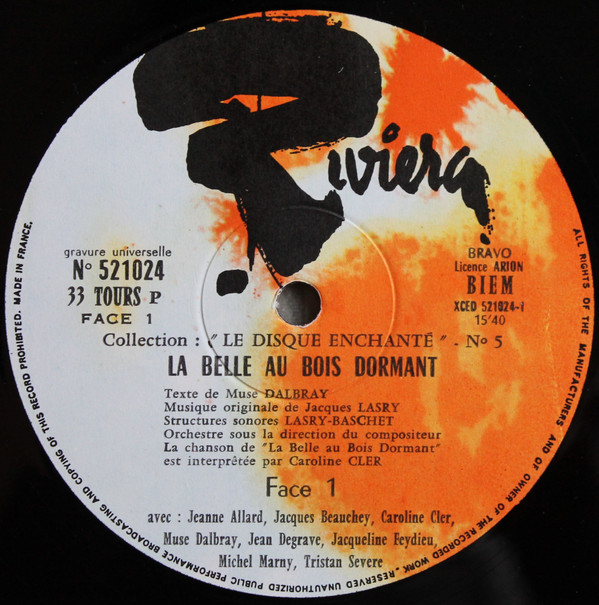 Riviera
gravure universelle
No 521024
33 TOURS P
FACE 1
BRAVO
Licence ARION
BIEM
XCED 521024-1
15'40
Collection : " LE DISQUE ENCHANTÉ " - No 5
LA BELLE AU BOIS DORMANT
Texte de Muse DALBRAY
Musique originale de Jacques LASRY
Structures sonores LASRY-BASCHET
Orchestre sous la direction du compositeur
La chanson de "La Belle au Bois Dormant"
est interprêtée par Caroline CLER
Face 1
avec : Jeanne Allard, Jacques Beauchey, Caroline Cler,
Muse Dalbray, Jean Degrave, Jacqueline Feydieu,
Michel Marny, Tristan Severe
ALL RIGHTS OF THE MANUFACTURERS AND OF OWNER OF THE RECORDED WORK, RESERVED UNAUTHORIZED PUBLIC PERFORMANCE BROADCASTING AND COPYING OF THIS RECORD PROHIBITED. MADE IN FRANCE.